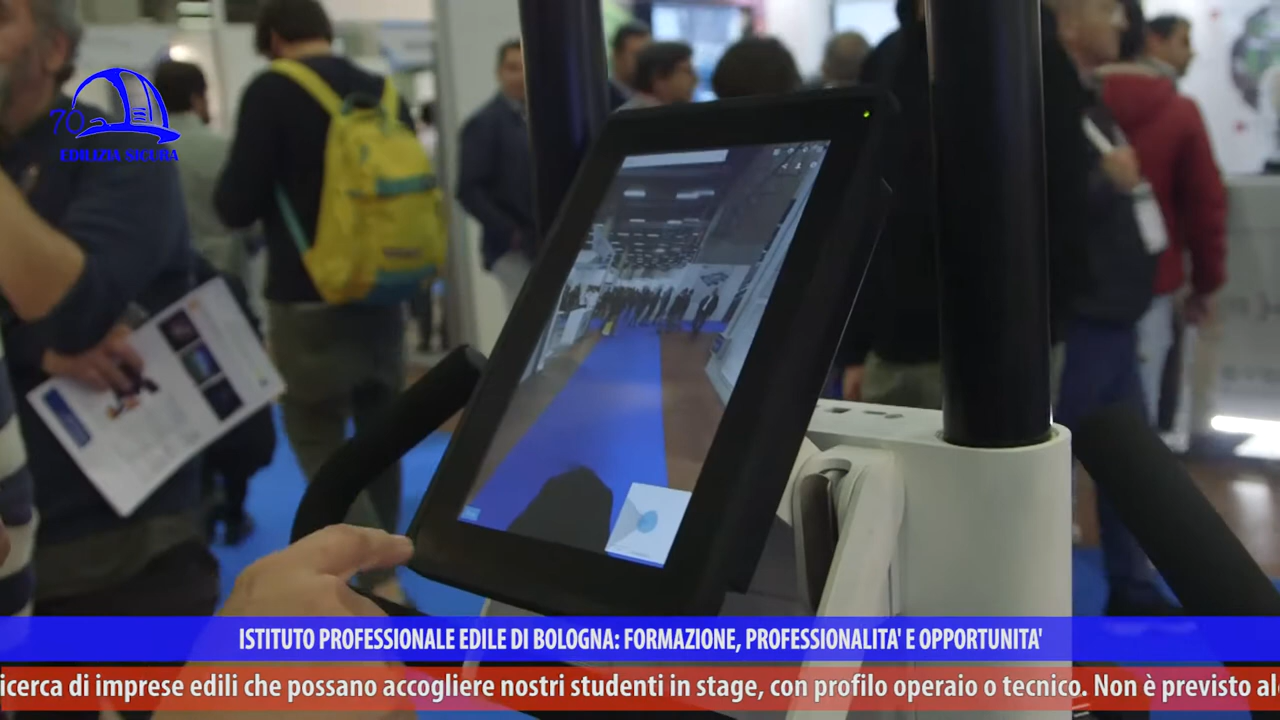 70
EDILIZIA SICURA
ISTITUTO PROFESSIONALE EDILE DI BOLOGNA: FORMAZIONE, PROFESSIONALITA' E OPPORTUNITA'
icerca di imprese edili che possano accogliere nostri studenti in stage, con profilo operaio o tecnico. Non è previsto al